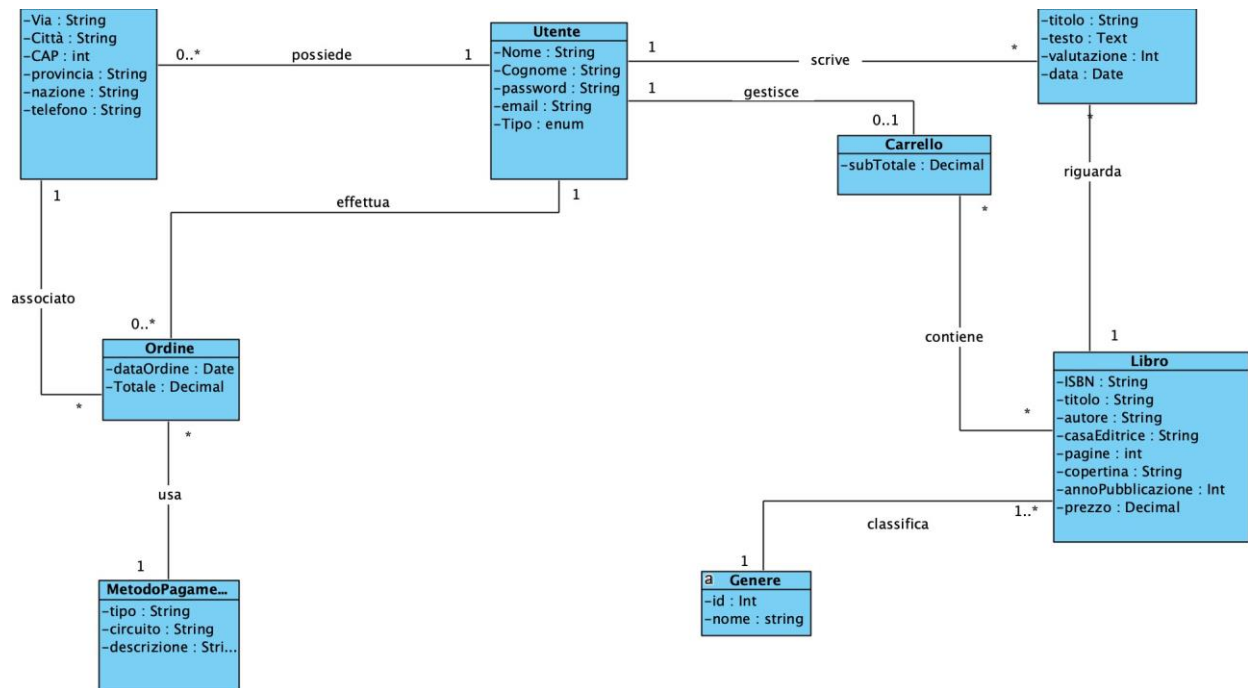 -Via : String
-Città : String
-CAP : int
-provincia : String
-nazione : String
-telefono : String
0..*
possiede
1
Utente
-Nome : String
-Cognome : String
-password : String
-email : String
-Tipo : enum
1
scrive
*
-titolo : String
-testo : Text
-valutazione : Int
-data : Date
1
gestisce
0..1
Carrello
-subTotale : Decimal
*
riguarda
1
1
effettua
1
*
associato
0..*
Ordine
-dataOrdine : Date
-Totale : Decimal
*
*
contiene
*
Libro
-ISBN : String
-titolo : String
-autore : String
-casaEditrice : String
-pagine : int
-copertina : String
-annoPubblicazione : Int
-prezzo : Decimal
usa
1
MetodoPagame...
-tipo : String
-circuito : String
-descrizione : Stri...
1..*
classifica
1
a Genere
-id : Int
-nome : string